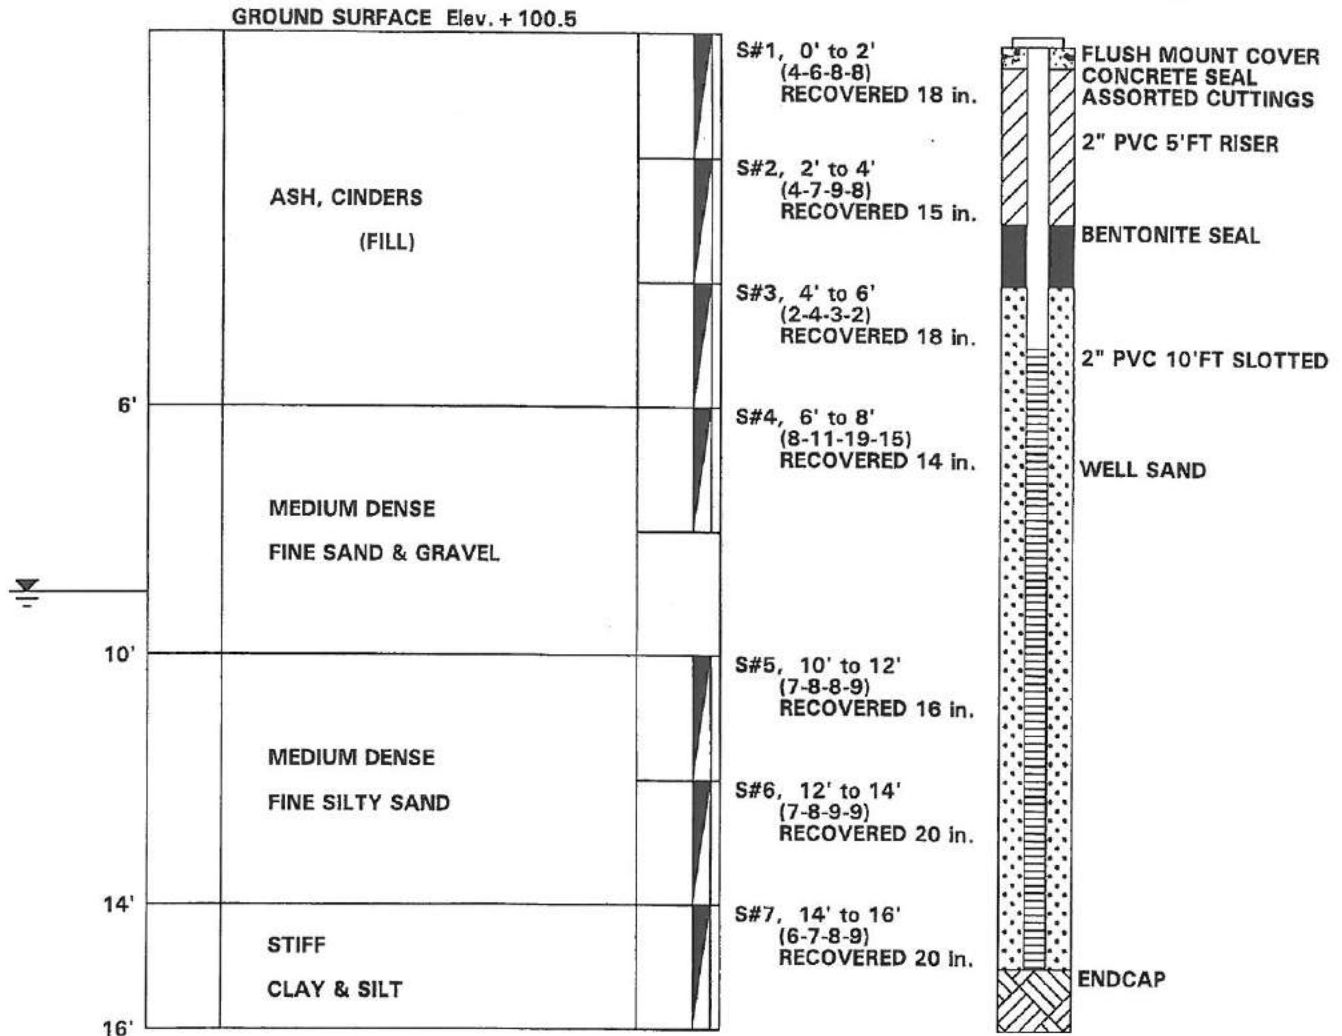 GROUND SURFACE Elev. + 100.5
S#1, 0' to 2'
(4-6-8-8)
RECOVERED 18 in.
S#2, 2' to 4'
(4-7-9-8)
RECOVERED 15 in.
ASH, CINDERS
(FILL)
S#3, 4' to 6'
(2-4-3-2)
RECOVERED 18 in.
6'
S#4, 6' to 8'
(8-11-19-15)
RECOVERED 14 in.
MEDIUM DENSE
FINE SAND & GRAVEL
10'
S#5, 10' to 12'
(7-8-8-9)
RECOVERED 16 in.
MEDIUM DENSE
FINE SILTY SAND
S#6, 12' to 14'
(7-8-9-9)
RECOVERED 20 in.
14'
S#7, 14' to 16'
(6-7-8-9)
RECOVERED 20 in.
STIFF
CLAY & SILT
16'
FLUSH MOUNT COVER
CONCRETE SEAL
ASSORTED CUTTINGS
2" PVC 5'FT RISER
BENTONITE SEAL
2" PVC 10'FT SLOTTED
WELL SAND
ENDCAP